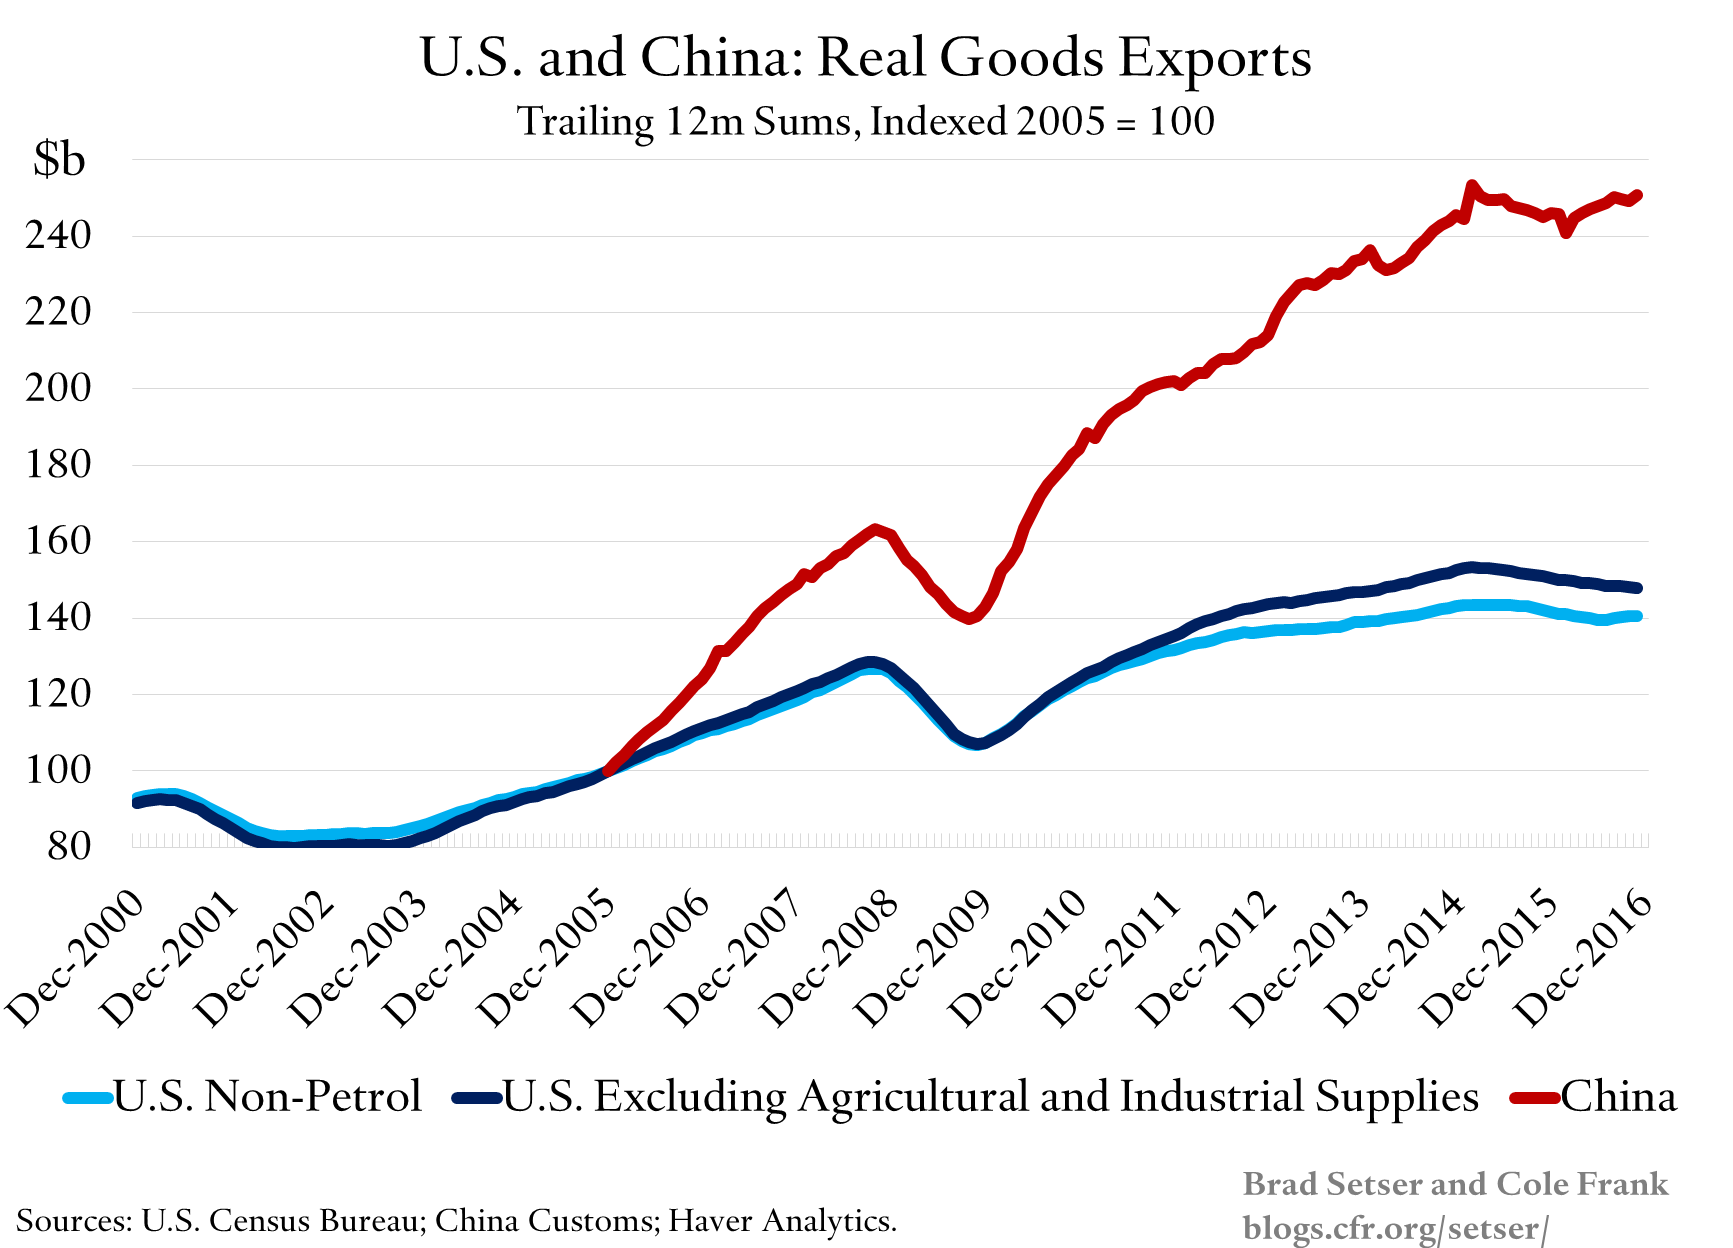 U.S. and China: Real Goods Exports
Trailing 12m Sums, Indexed 2005 = 100
$b
240
220
200
180
160
140
120
100
80
Dec-2000
Dec-2001
Dec-2002
Dec-2003
Dec-2004
Dec-2005
Dec-2006
Dec-2007
Dec-2008
Dec-2009
Dec-2010
Dec-2011
Dec-2012
Dec-2013
Dec-2014
Dec-2015
Dec-2016
U.S. Non-Petrol U.S. Excluding Agricultural and Industrial Supplies China
Brad Setser and Cole Frank
Sources: U.S. Census Bureau; China Customs; Haver Analytics.
blogs.cfr.org/setser/